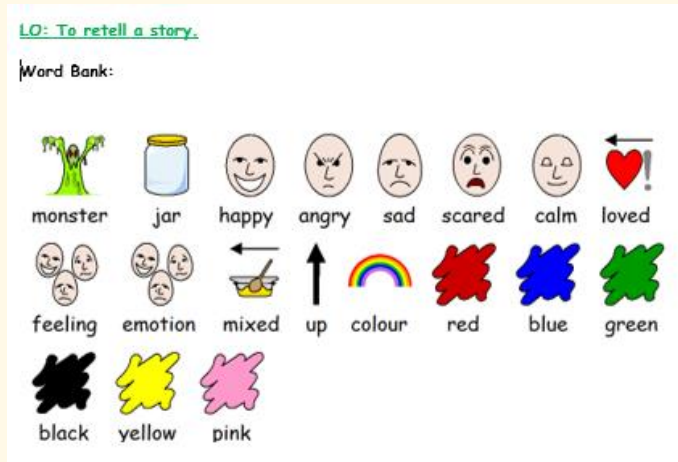 LO: To retell a story.
Word Bank:
monster jar happy angry sad scared calm loved
feeling emotion mixed up colour red blue green
black yellow pink